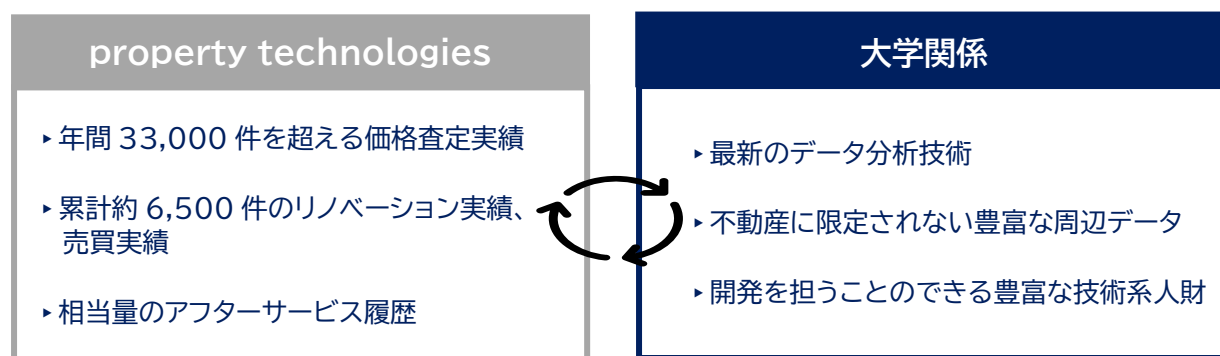 property technologies
▸年間 33,000 件を超える価格査定実績
▸累計約 6,500 件のリノベーション実績、
売買実績
▸相当量のアフターサービス履歴
大学関係
▸最新のデータ分析技術
▸不動産に限定されない豊富な周辺データ
▸開発を担うことのできる豊富な技術系人財